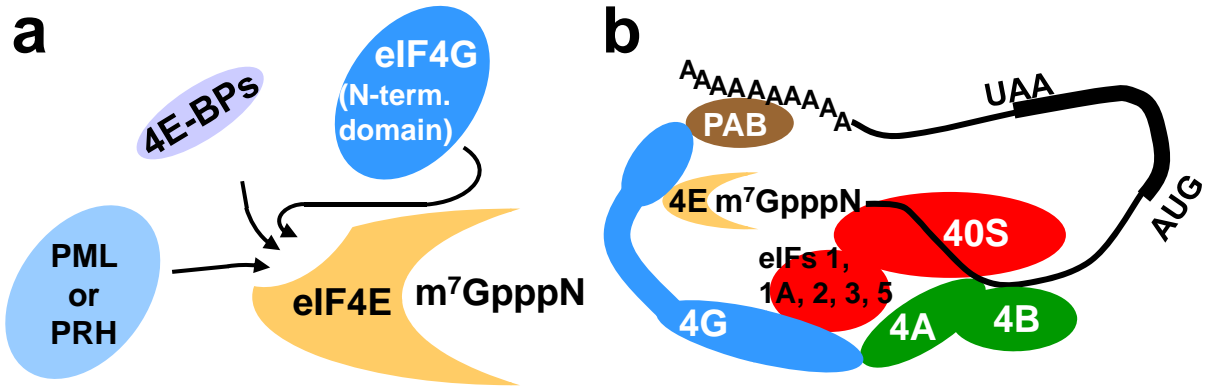 a
eIF4G
(N-term.
domain)
4E-BPs
PML
or
PRH
eIF4E
m⁷GpppN
b
AAAAAAAAA
PAB
UAA
AUG
4E
m⁷GpppN
40S
eIFs 1,
1A, 2, 3, 5
4G
4A
4B